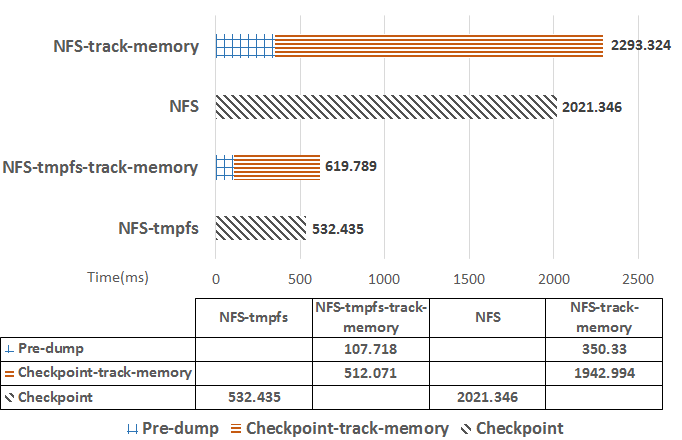 NFS-track-memory
2293.324
NFS
2021.346
NFS-tmpfs-track-memory
619.789
NFS-tmpfs
532.435
Time(ms)
0 500 1000 1500 2000 2500
NFS-tmpfs NFS-tmpfs-track-memory NFS NFS-track-memory
Pre-dump 107.718 350.33
Checkpoint-track-memory 512.071 1942.994
Checkpoint 532.435 2021.346
Pre-dump Checkpoint-track-memory Checkpoint